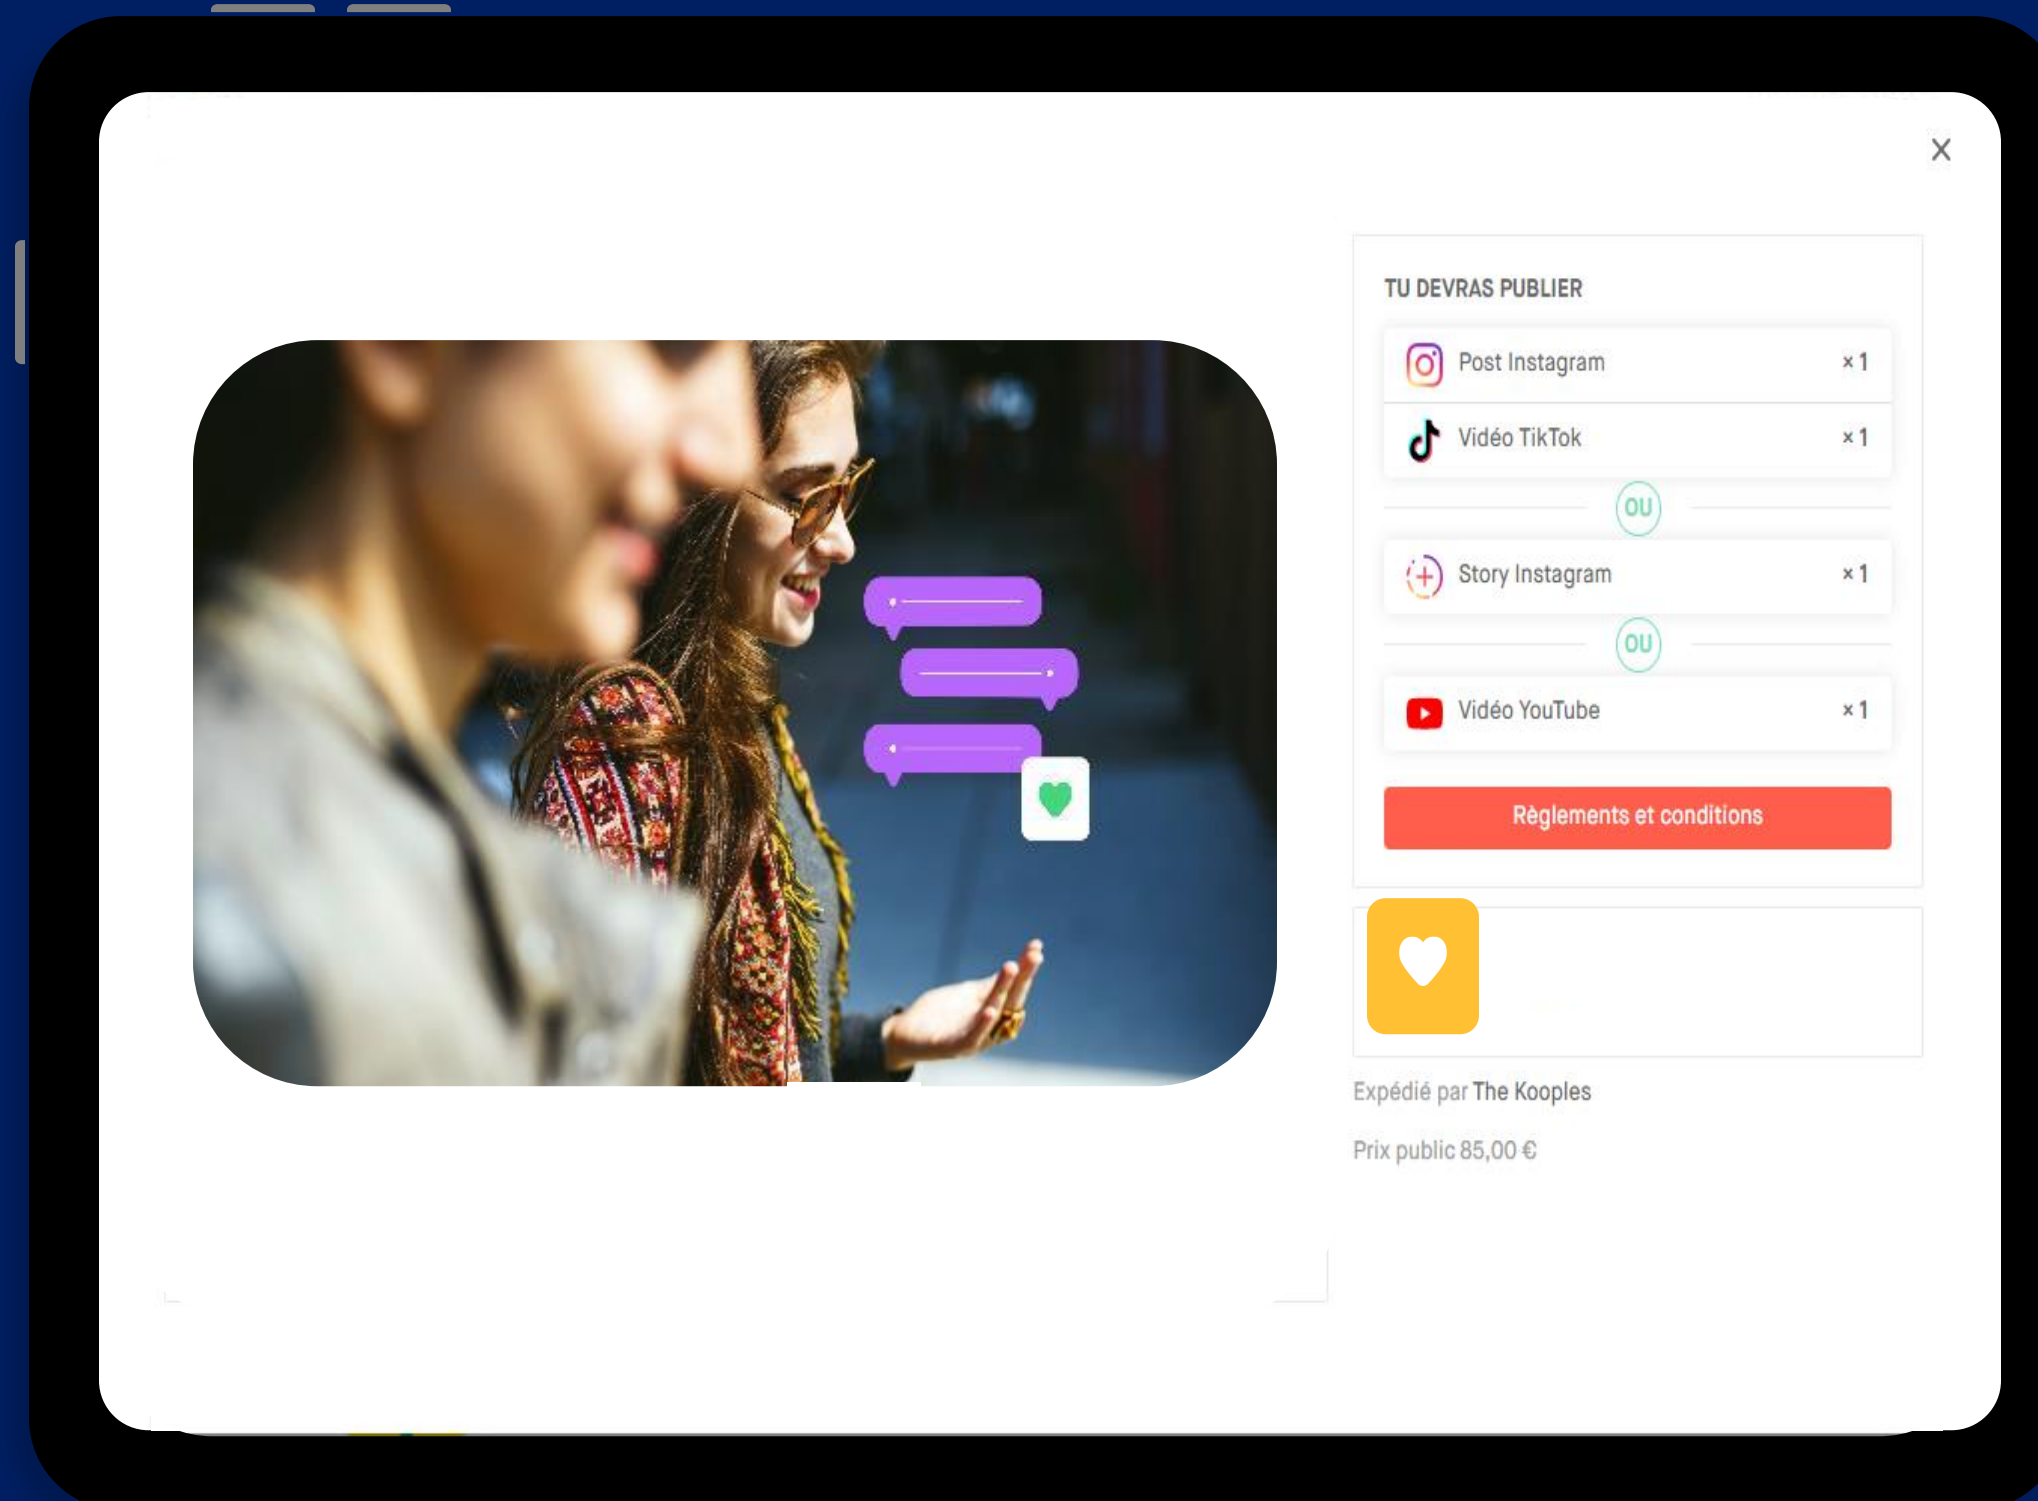 X
TU DEVRAS PUBLIER
Post Instagram × 1
Vidéo TikTok × 1
OU
Story Instagram × 1
OU
Vidéo YouTube × 1
Règlements et conditions
Expédié par The Kooples
Prix public 85,00 €